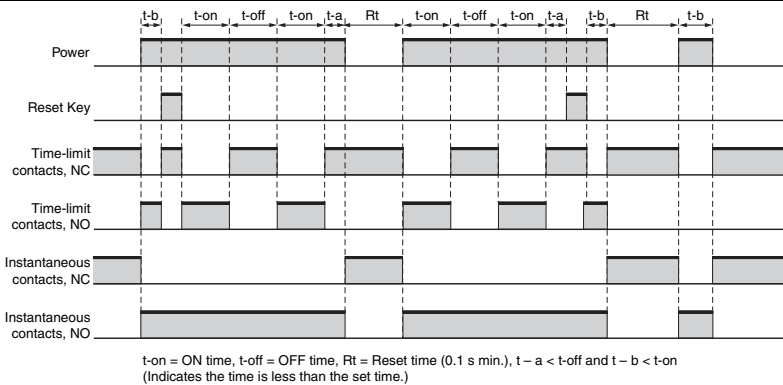 t-b t-on t-off t-on t-a Rt t-on t-off t-on t-a t-b Rt t-b
Power
Reset Key
Time-limit
contacts, NC
Time-limit
contacts, NO
Instantaneous
contacts, NC
Instantaneous
contacts, NO
t-on = ON time, t-off = OFF time, Rt = Reset time (0.1 s min.), t – a < t-off and t – b < t-on
(Indicates the time is less than the set time.)